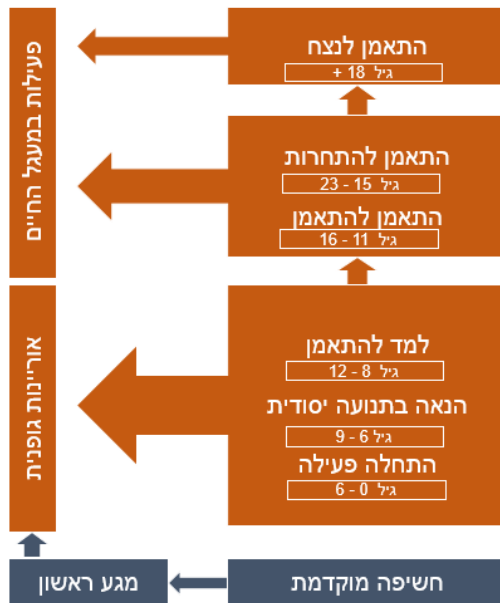 התאמן לנצח
גיל 18 +
התאמן להתחרות
גיל 15 - 23
התאמן להתאמן
גיל 11 - 16
למד להתאמן
גיל 8 - 12
הנאה בתנועה יסודית
גיל 6 - 9
התחלה פעילה
גיל 0 - 6
חשיפה מוקדמת
פעילות במעגל החיים
אוריינות גופנית
מגע ראשון